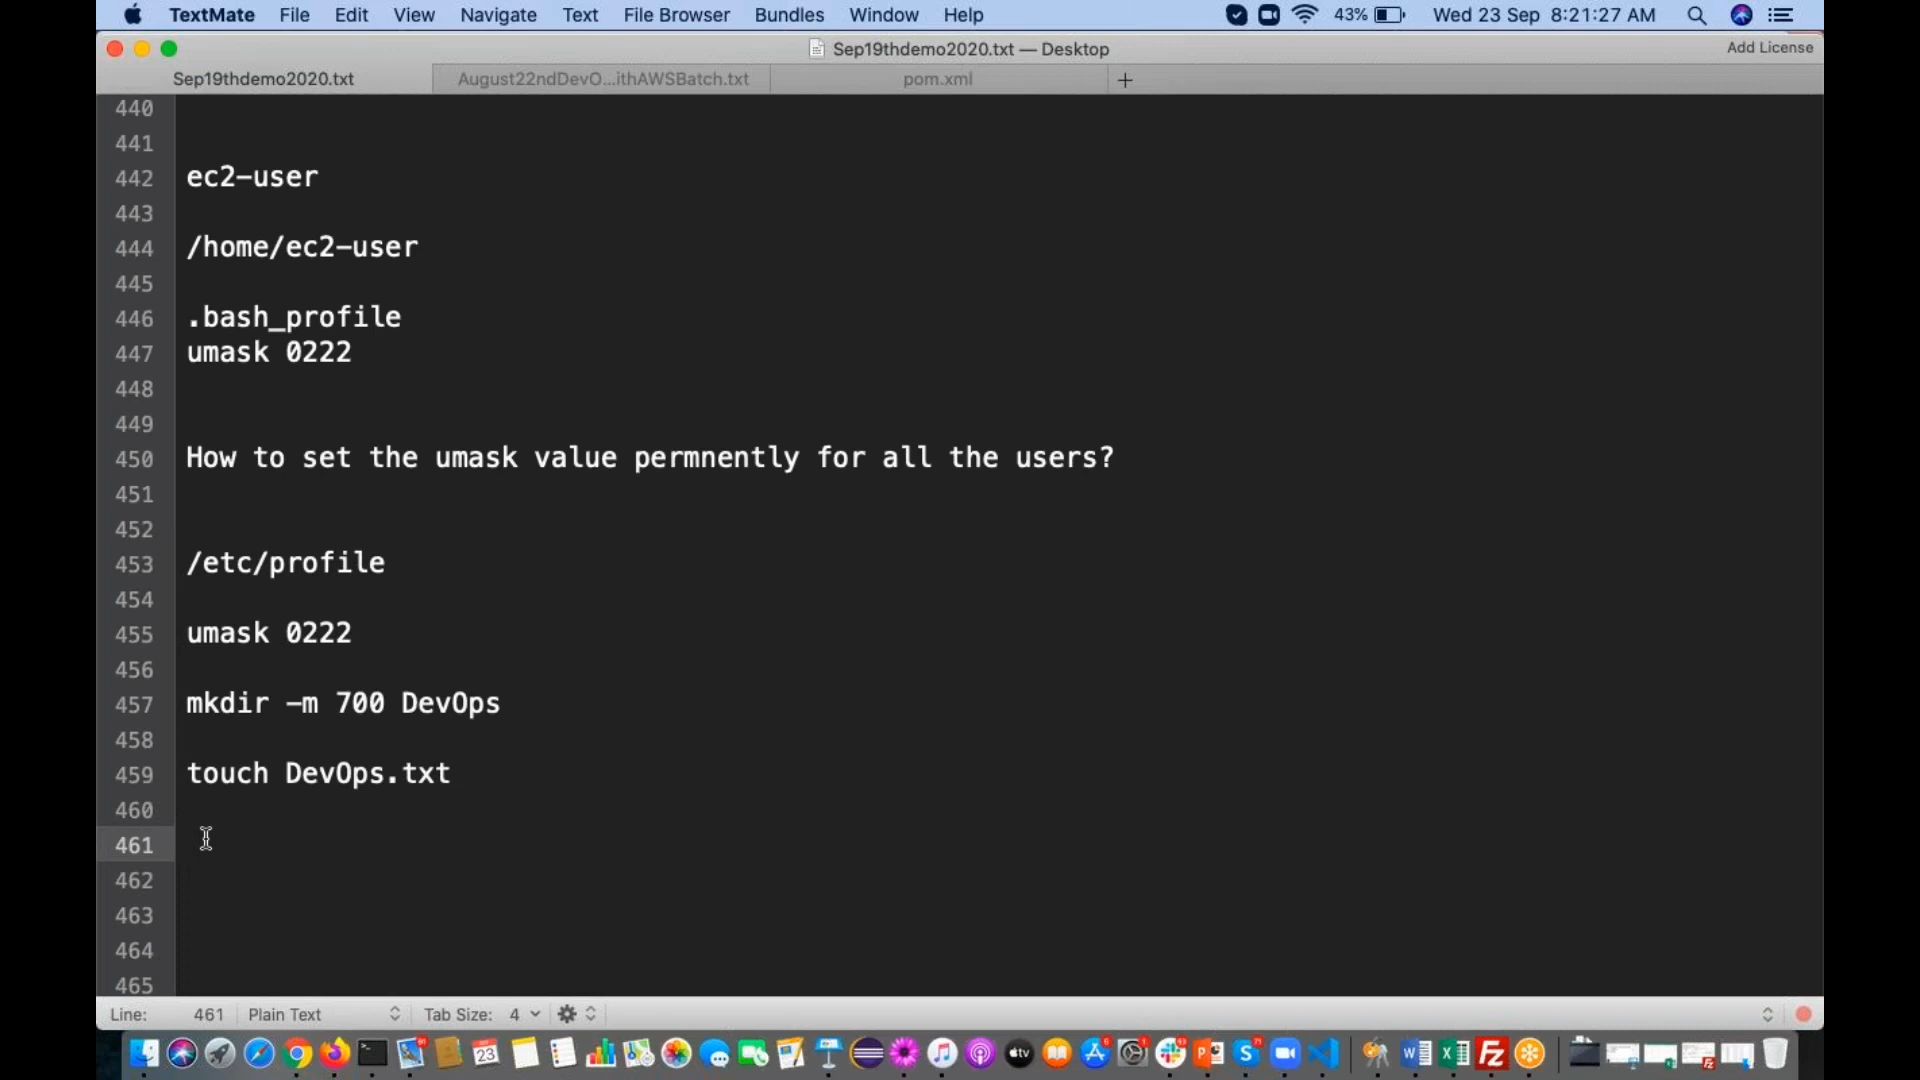 TextMate File Edit View Navigate Text File Browser Bundles Window Help 43% Wed 23 Sep 8:21:27 AM
Sep19thdemo2020.txt — Desktop Add License
Sep19thdemo2020.txt August22ndDevO...ithAWSBatch.txt pom.xml +
440
441
442 ec2-user
443
444 /home/ec2-user
445
446 .bash_profile
447 umask 0222
448
449
450 How to set the umask value permnently for all the users?
451
452
453 /etc/profile
454
455 umask 0222
456
457 mkdir -m 700 DevOps
458
459 touch DevOps.txt
460
461
462
463
464
465
Line: 461 Plain Text Tab Size: 4